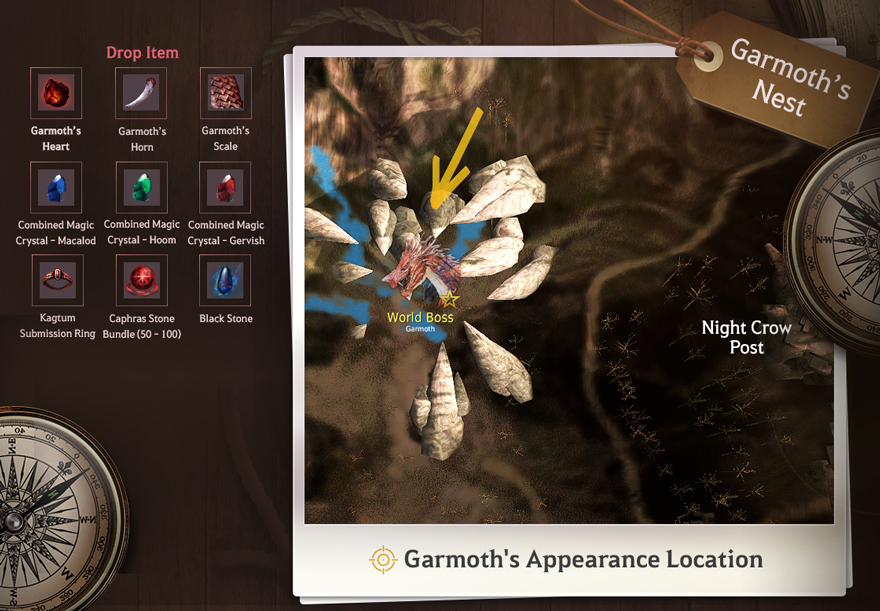 Drop Item
Garmoth's
Heart
Garmoth's
Horn
Garmoth's
Scale
Combined Magic
Crystal - Macalod
Combined Magic
Crystal - Hoom
Combined Magic
Crystal - Gervish
Kagtum
Submission Ring
Caphras Stone
Bundle (50 - 100)
Black Stone
Garmoth's
Nest
World Boss
Garmoth
Night Crow
Post
Garmoth's Appearance Location